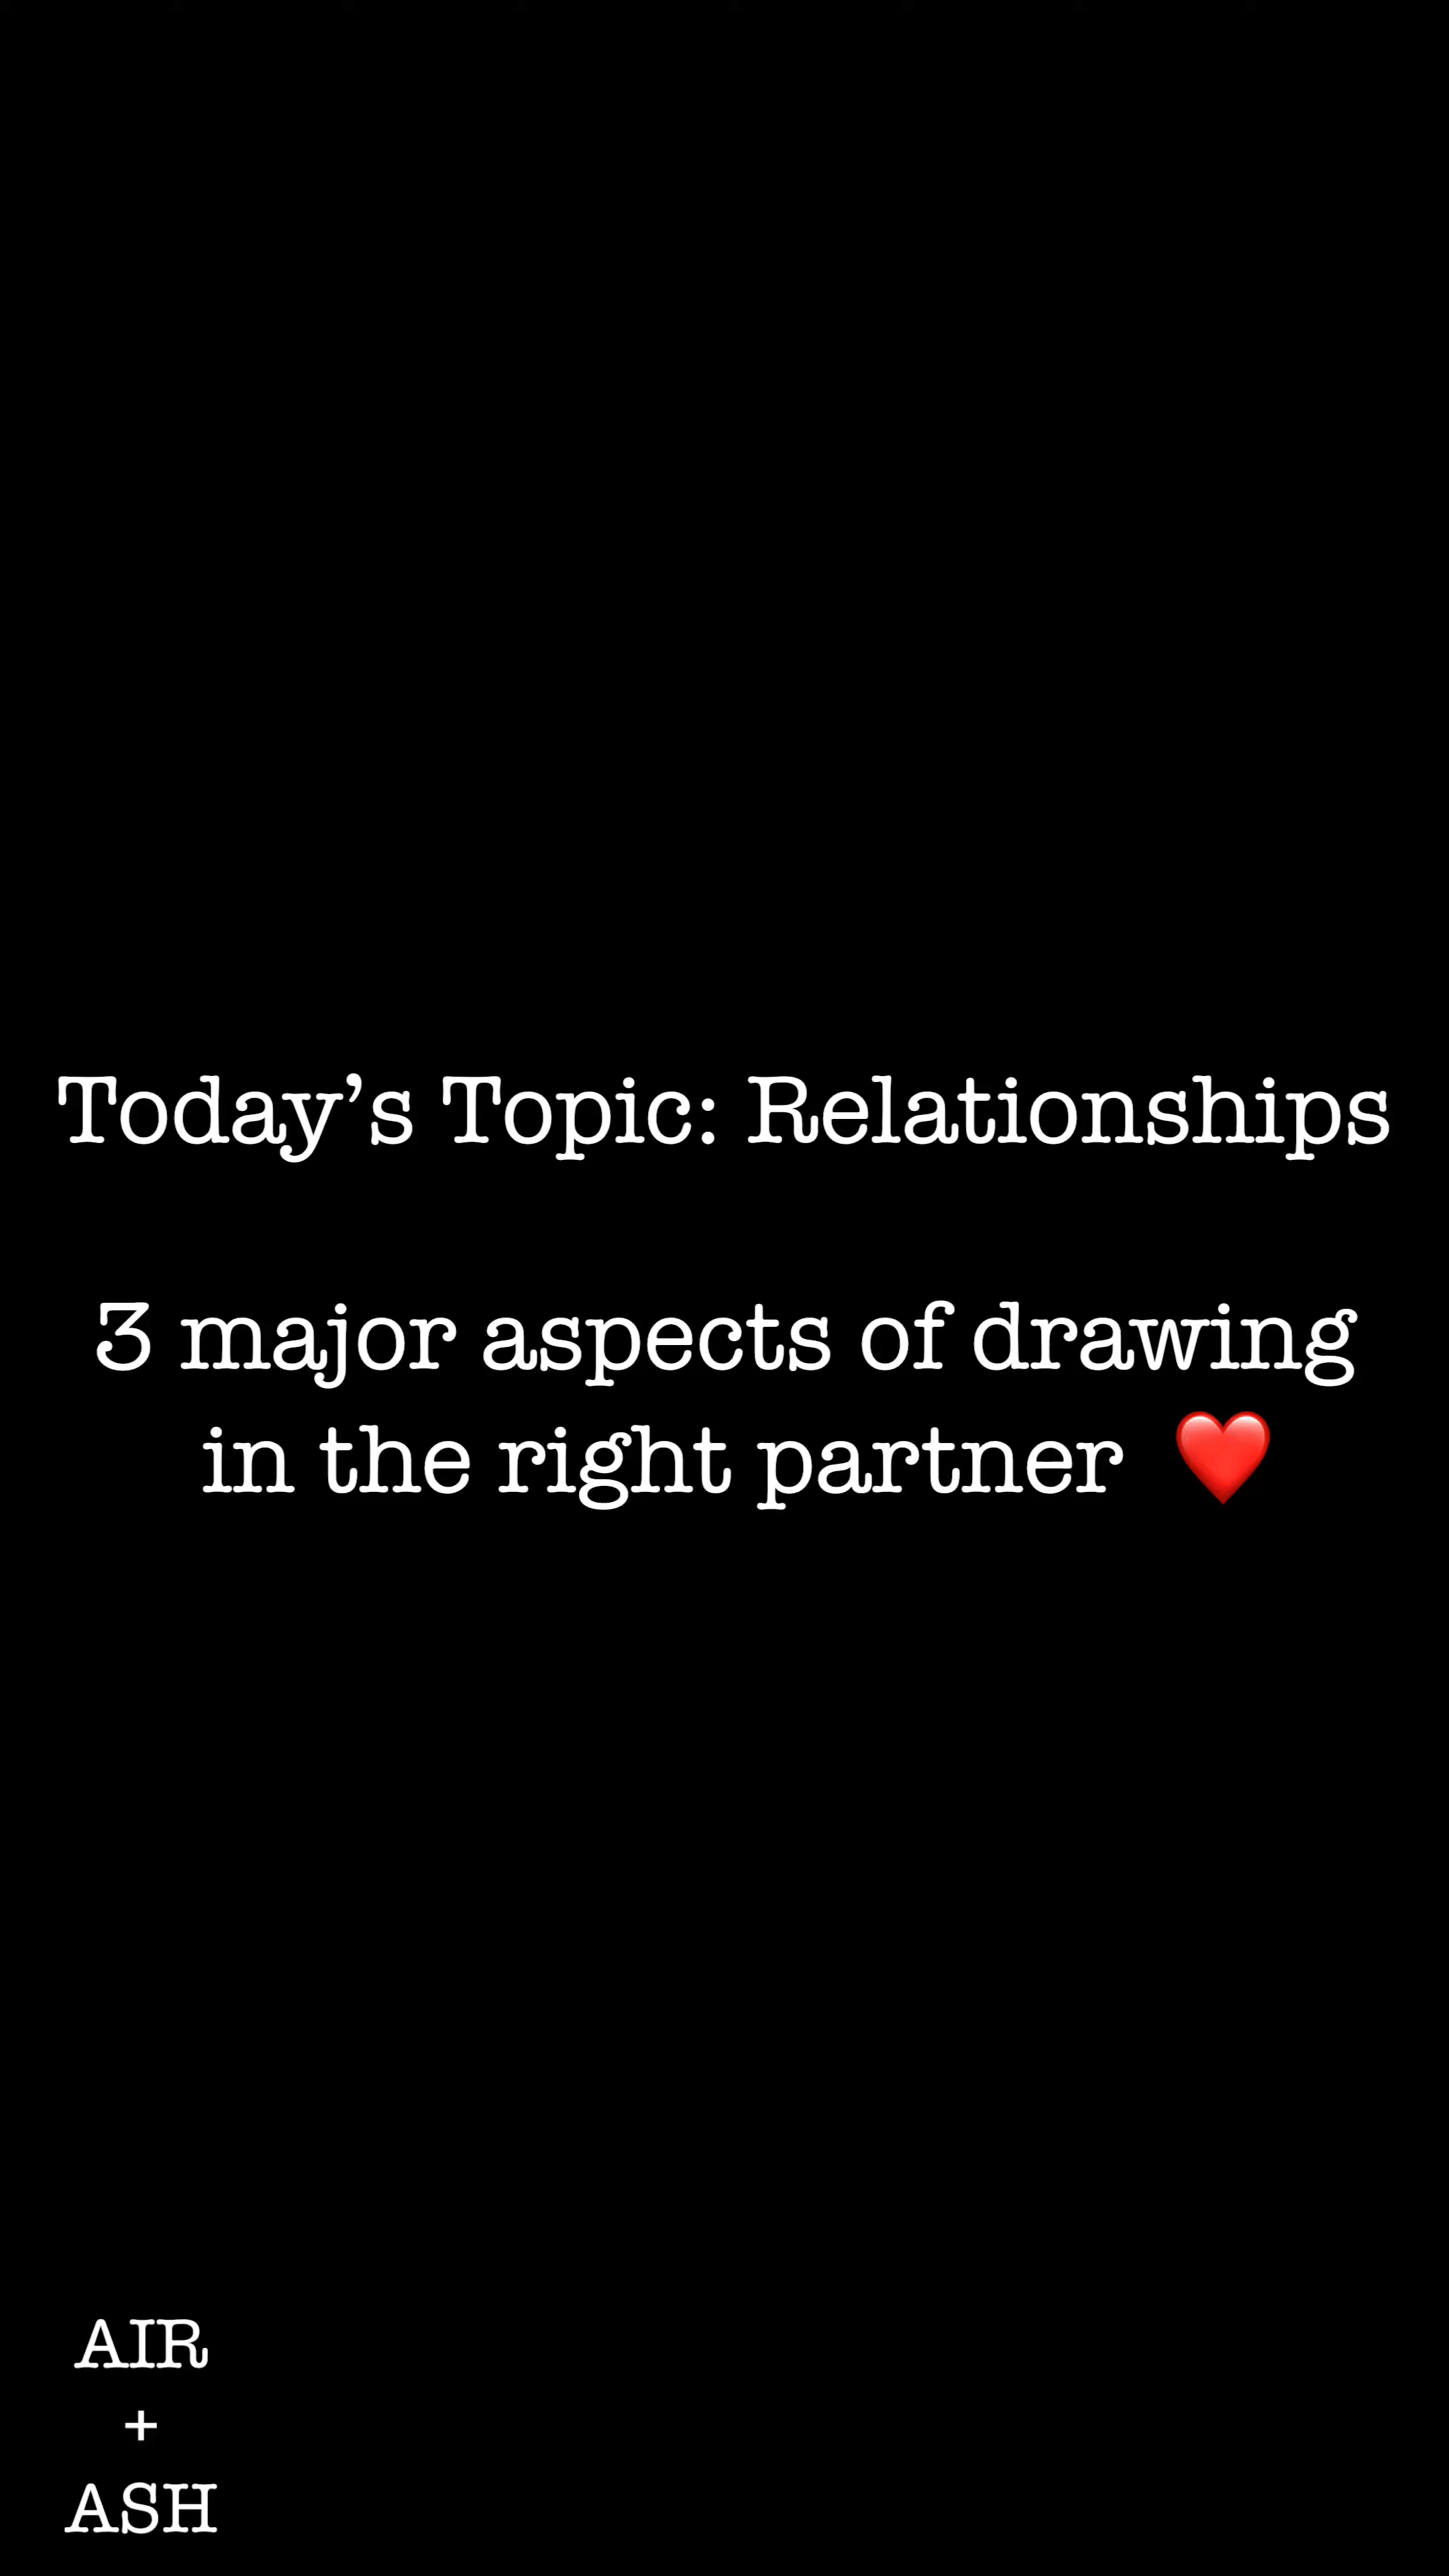 Today’s Topic: Relationships
3 major aspects of drawing
in the right partner ❤️
AIR
+
ASH